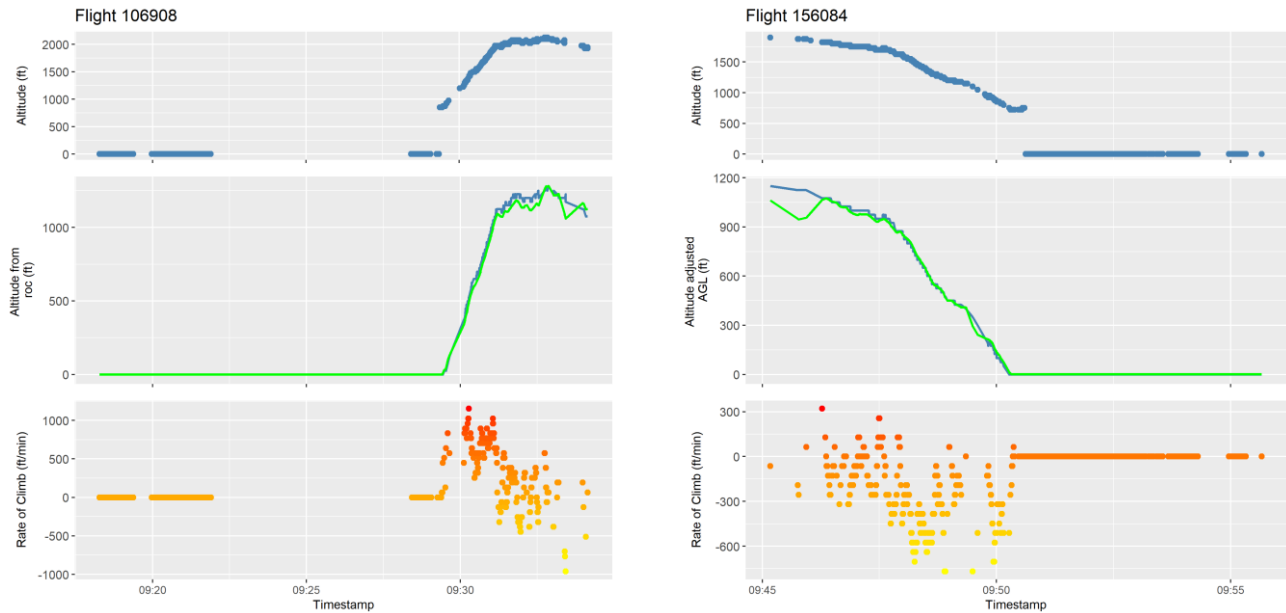 Flight 106908
Altitude (ft)
2000
1500
1000
500
0
Altitude from
roc (ft)
1000
500
0
Rate of Climb (ft/min)
1000
500
0
-500
-1000
09:20
09:25
09:30
Timestamp
Flight 156084
Altitude (ft)
1500
1000
500
0
Altitude adjusted
AGL (ft)
1200
900
600
300
0
Rate of Climb (ft/min)
300
0
-300
-600
09:45
09:50
09:55
Timestamp